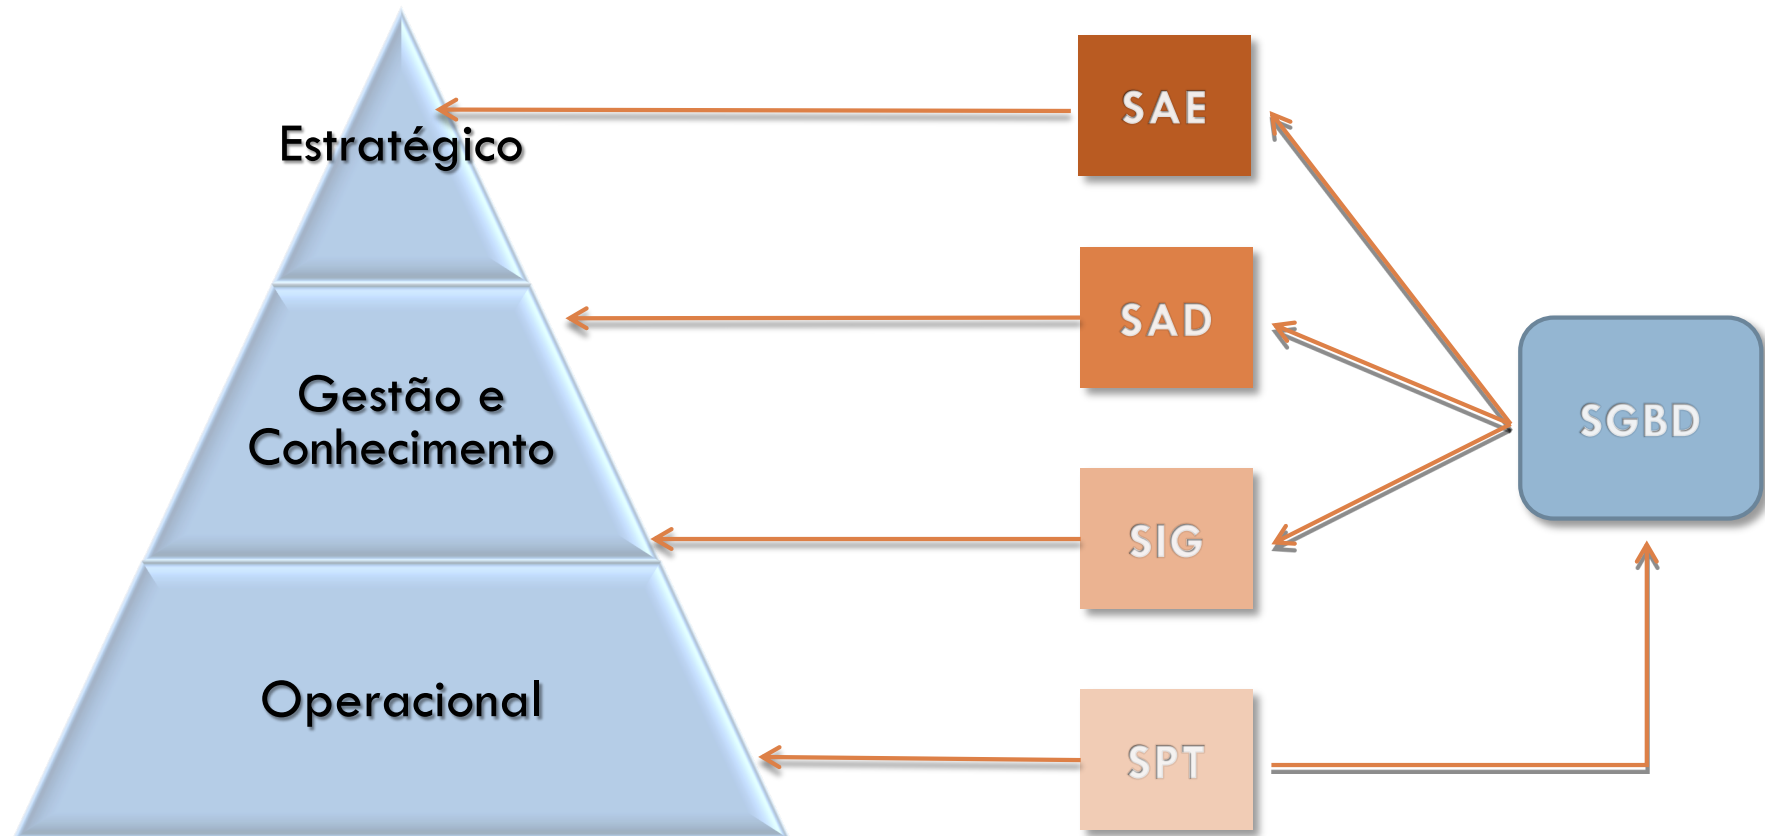 Estratégico
Gestão e
Conhecimento
Operacional
SAE
SAD
SIG
SPT
SGBD